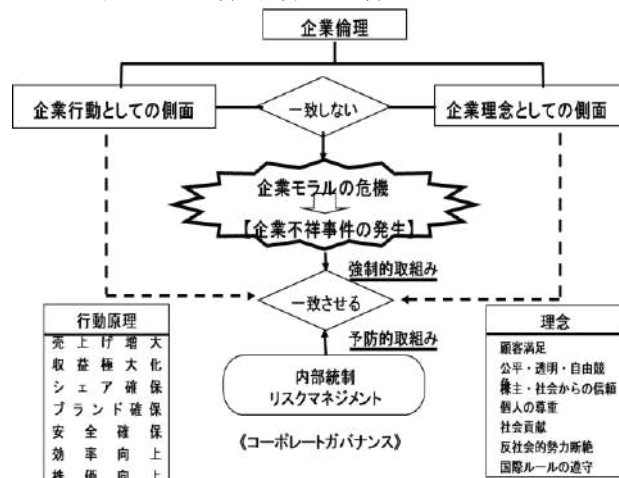 企業倫理
企業行動としての側面
一致しない
企業理念としての側面
企業モラルの危機
【企業不祥事件の発生】
強制的取組み
一致させる
予防的取組み
内部統制
リスクマネジメント
《コーポレートガバナンス》
行動原理
売上げ増大
収益極大化
シェア確保
ブランド確保
安全確保
効率向上
株価向上
理念
顧客満足
公平・透明・自由競
株主・社会からの信頼
個人の尊重
社会貢献
反社会的勢力断絶
国際ルールの遵守